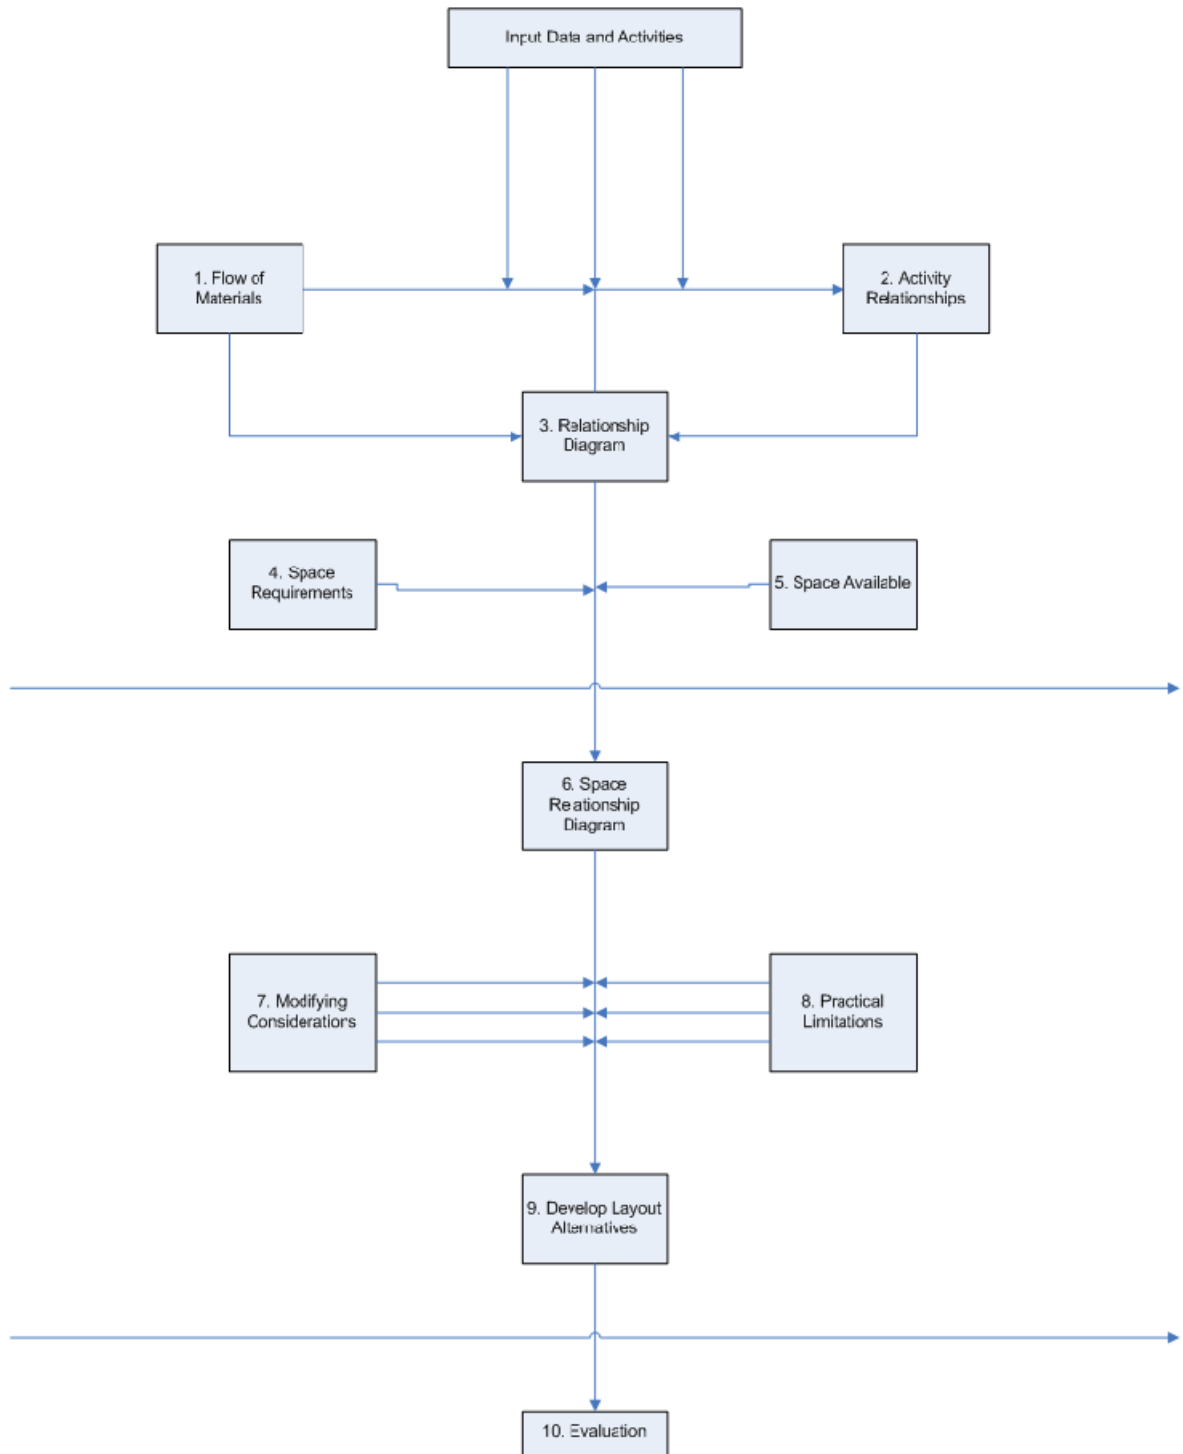 Input Data and Activities
1. Flow of
Materials
2. Activity
Relationships
3. Relationship
Diagram
4. Space
Requirements
5. Space Available
6. Space
Relationship
Diagram
7. Modifying
Considerations
8. Practical
Limitations
9. Develop Layout
Alternatives
10. Evaluation